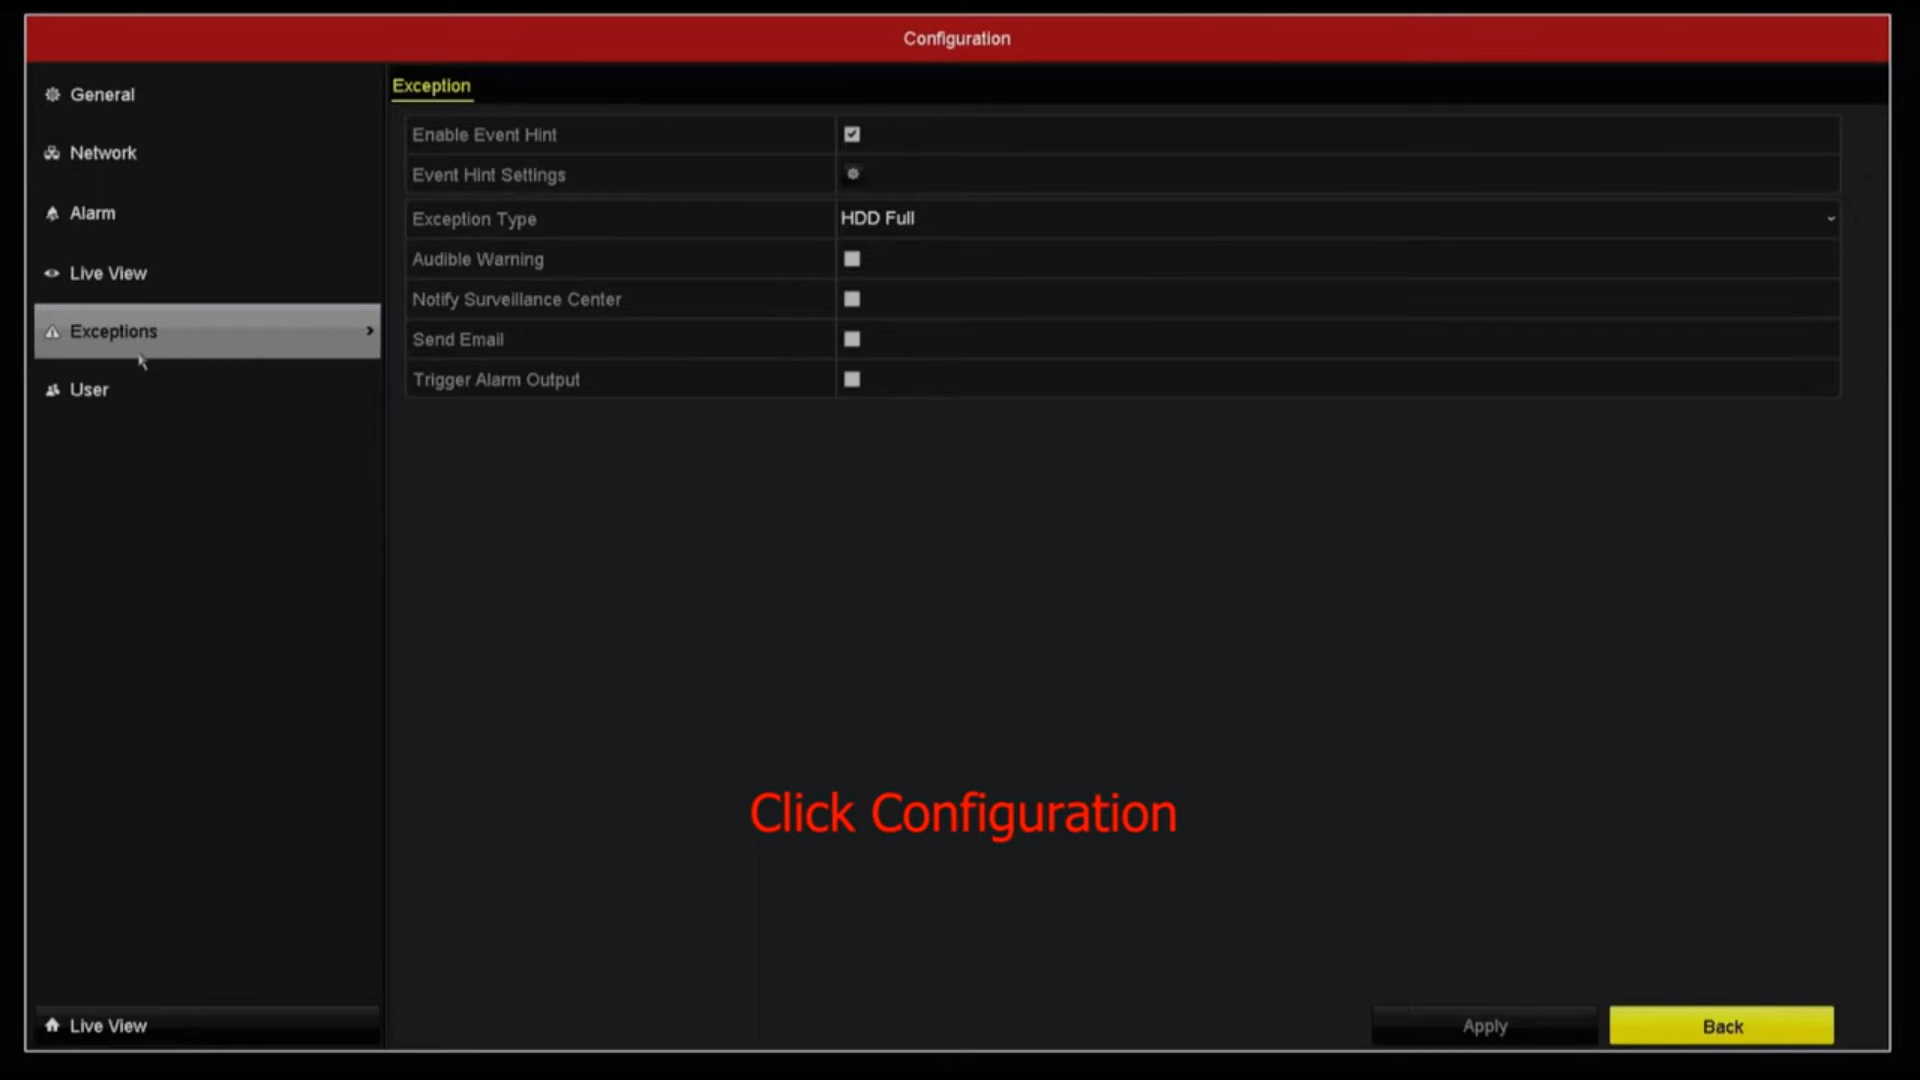 Configuration
General
Network
Alarm
Live View
Exceptions
User
Live View
Exception
Enable Event Hint
Event Hint Settings
Exception Type HDD Full
Audible Warning
Notify Surveillance Center
Send Email
Trigger Alarm Output
Click Configuration
Apply Back